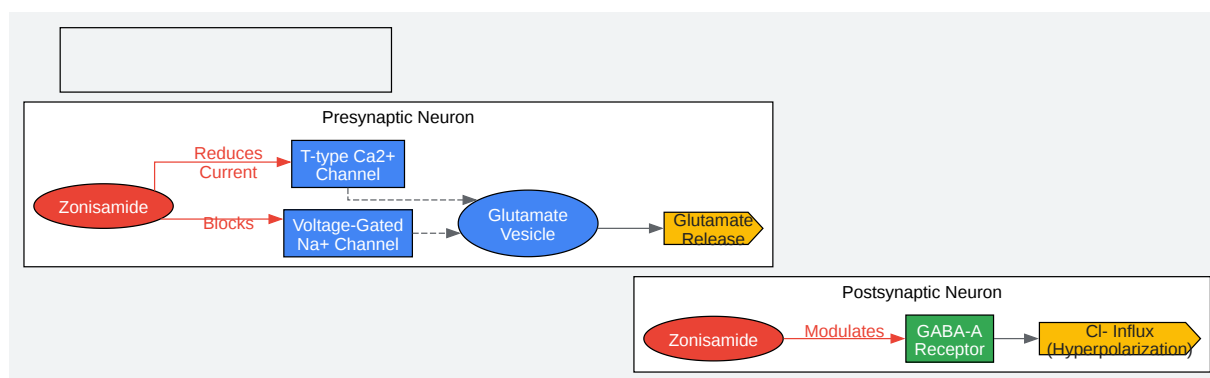 Presynaptic Neuron
Reduces
Current
T-type Ca2+
Channel
Zonisamide
Blocks
Voltage-Gated
Na+ Channel
Glutamate
Vesicle
Glutamate
Release
Postsynaptic Neuron
Zonisamide
Modulates
GABA-A
Receptor
Cl- Influx
(Hyperpolarization)